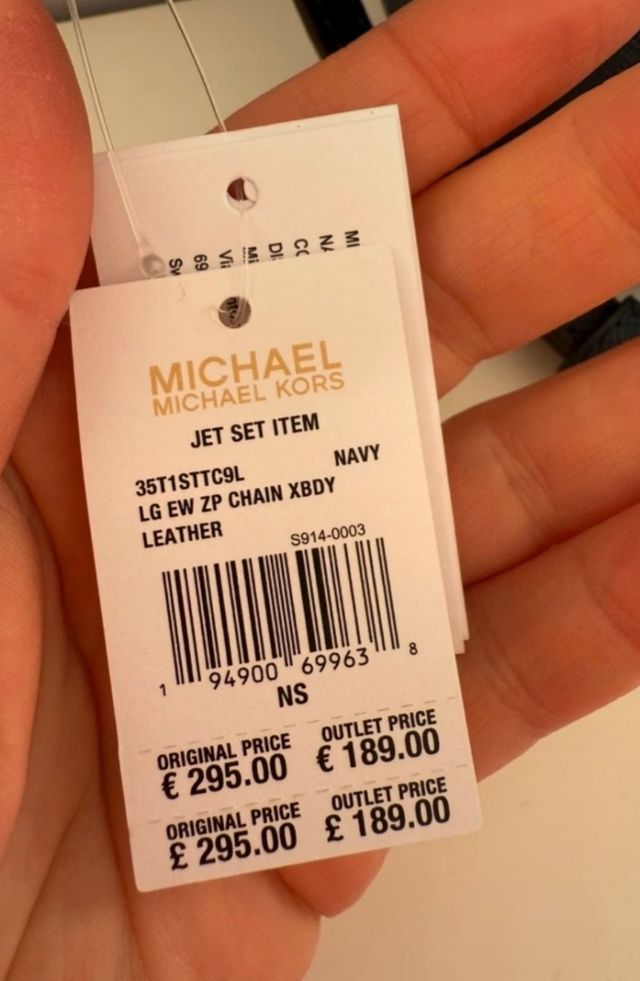 MICHAEL
MICHAEL KORS
JET SET ITEM
35T1STTC9L NAVY
LG EW ZP CHAIN XBDY
LEATHER
S914-0003
1 94900 69963 8
NS
ORIGINAL PRICE OUTLET PRICE
€ 295.00 € 189.00
ORIGINAL PRICE OUTLET PRICE
£ 295.00 £ 189.00